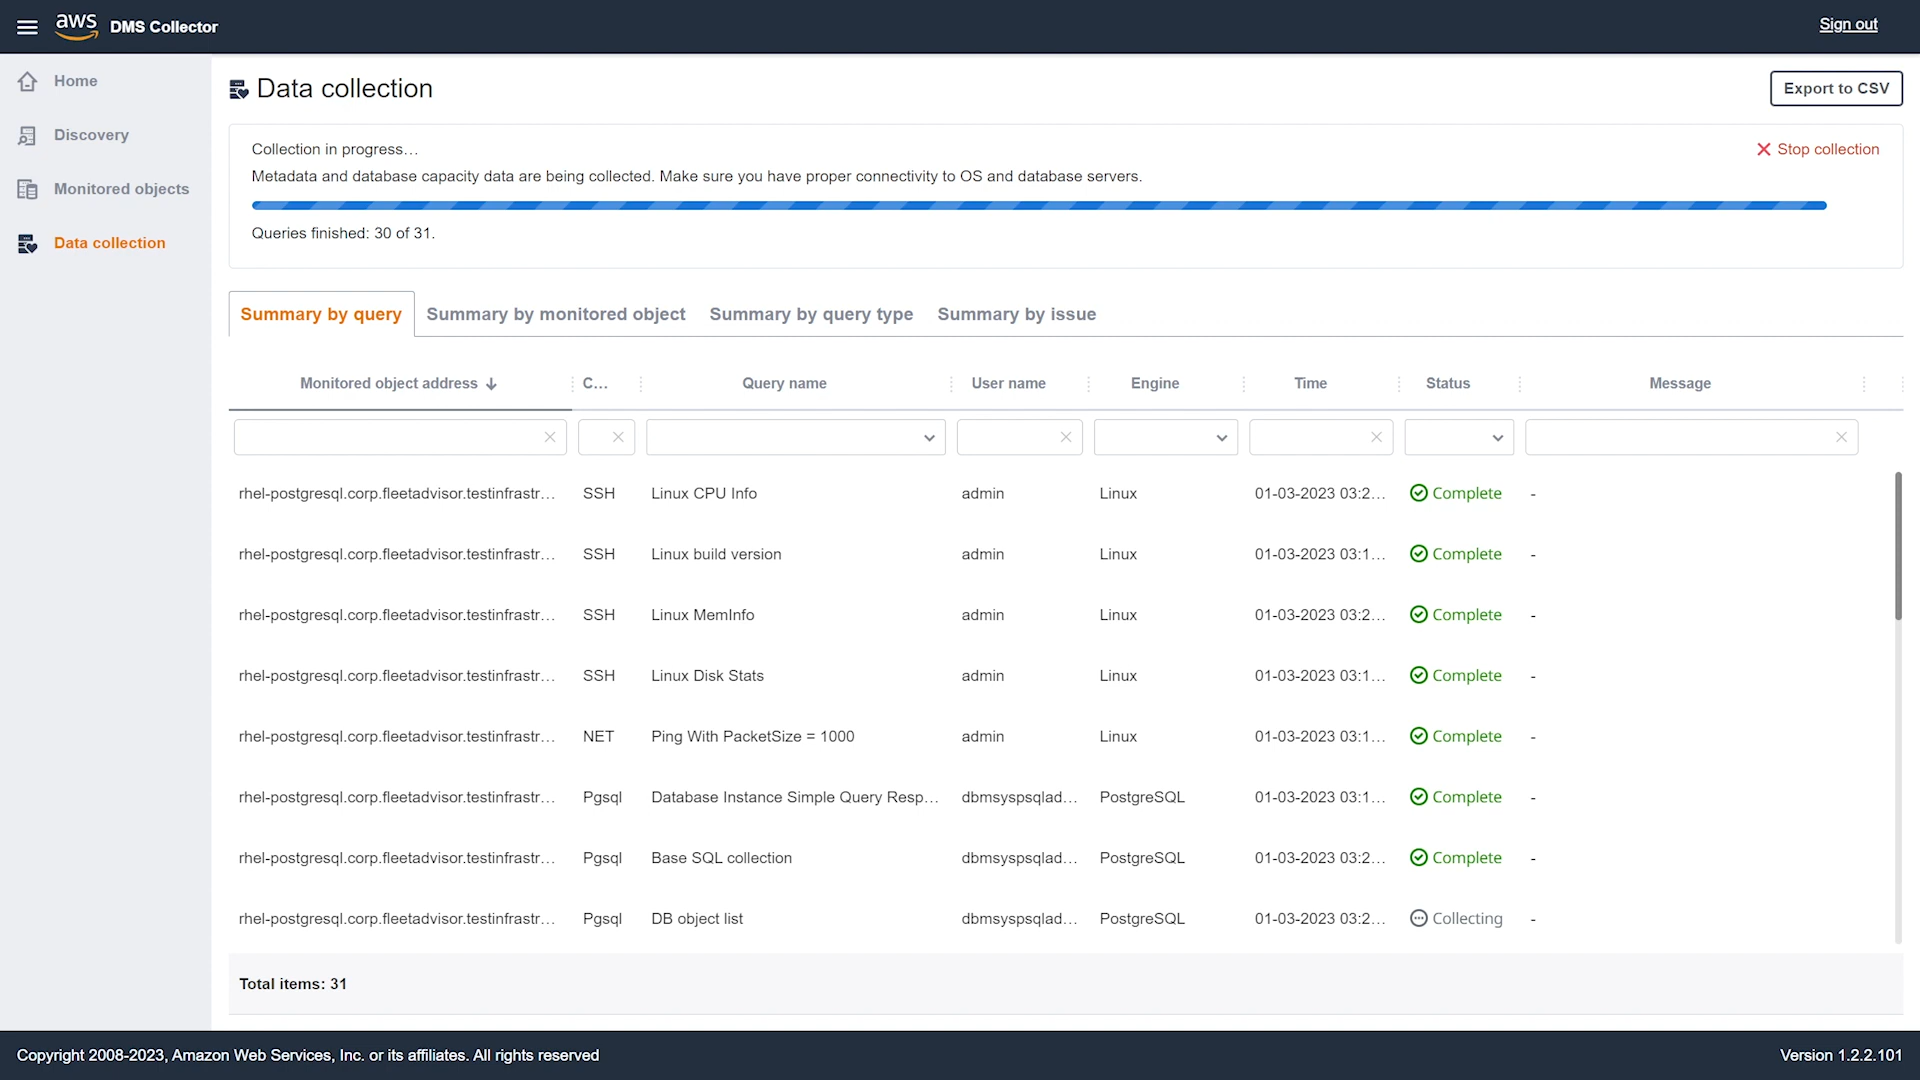 aws DMS Collector
Sign out
Home
Discovery
Monitored objects
Data collection
Data collection
Export to CSV
Collection in progress…
Stop collection
Metadata and database capacity data are being collected. Make sure you have proper connectivity to OS and database servers.
Queries finished: 30 of 31.
Summary by query Summary by monitored object Summary by query type Summary by issue
Monitored object address C... Query name User name Engine Time Status Message
rhel-postgresql.corp.fleetadvisor.testinfrastr... SSH Linux CPU Info admin Linux 01-03-2023 03:2... Complete -
rhel-postgresql.corp.fleetadvisor.testinfrastr... SSH Linux build version admin Linux 01-03-2023 03:1... Complete -
rhel-postgresql.corp.fleetadvisor.testinfrastr... SSH Linux MemInfo admin Linux 01-03-2023 03:2... Complete -
rhel-postgresql.corp.fleetadvisor.testinfrastr... SSH Linux Disk Stats admin Linux 01-03-2023 03:1... Complete -
rhel-postgresql.corp.fleetadvisor.testinfrastr... NET Ping With PacketSize = 1000 admin Linux 01-03-2023 03:1... Complete -
rhel-postgresql.corp.fleetadvisor.testinfrastr... Pgsql Database Instance Simple Query Resp... dbmsyspsqlad... PostgreSQL 01-03-2023 03:1... Complete -
rhel-postgresql.corp.fleetadvisor.testinfrastr... Pgsql Base SQL collection dbmsyspsqlad... PostgreSQL 01-03-2023 03:2... Complete -
rhel-postgresql.corp.fleetadvisor.testinfrastr... Pgsql DB object list dbmsyspsqlad... PostgreSQL 01-03-2023 03:2... Collecting -
Total items: 31
Copyright 2008-2023, Amazon Web Services, Inc. or its affiliates. All rights reserved
Version 1.2.2.101